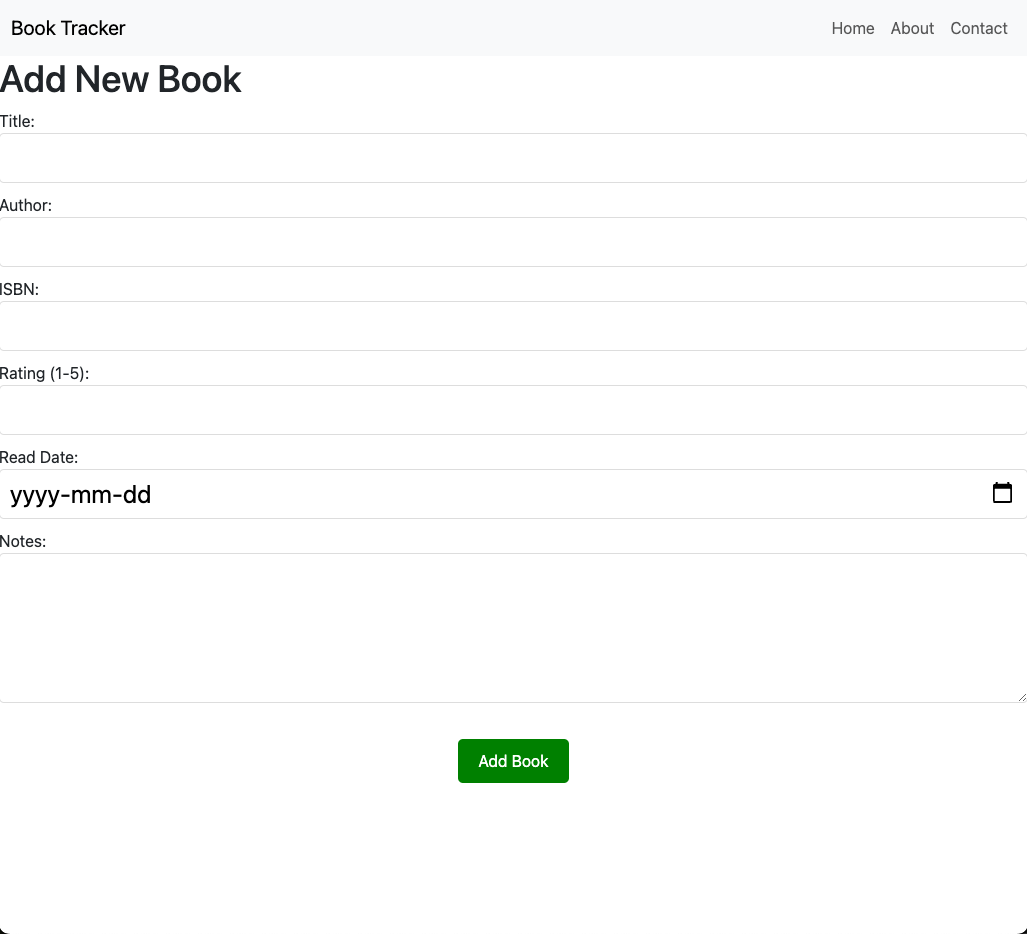 Book Tracker
Home About Contact
Add New Book
Title:
Author:
ISBN:
Rating (1-5):
Read Date:
yyyy-mm-dd
Notes:
Add Book